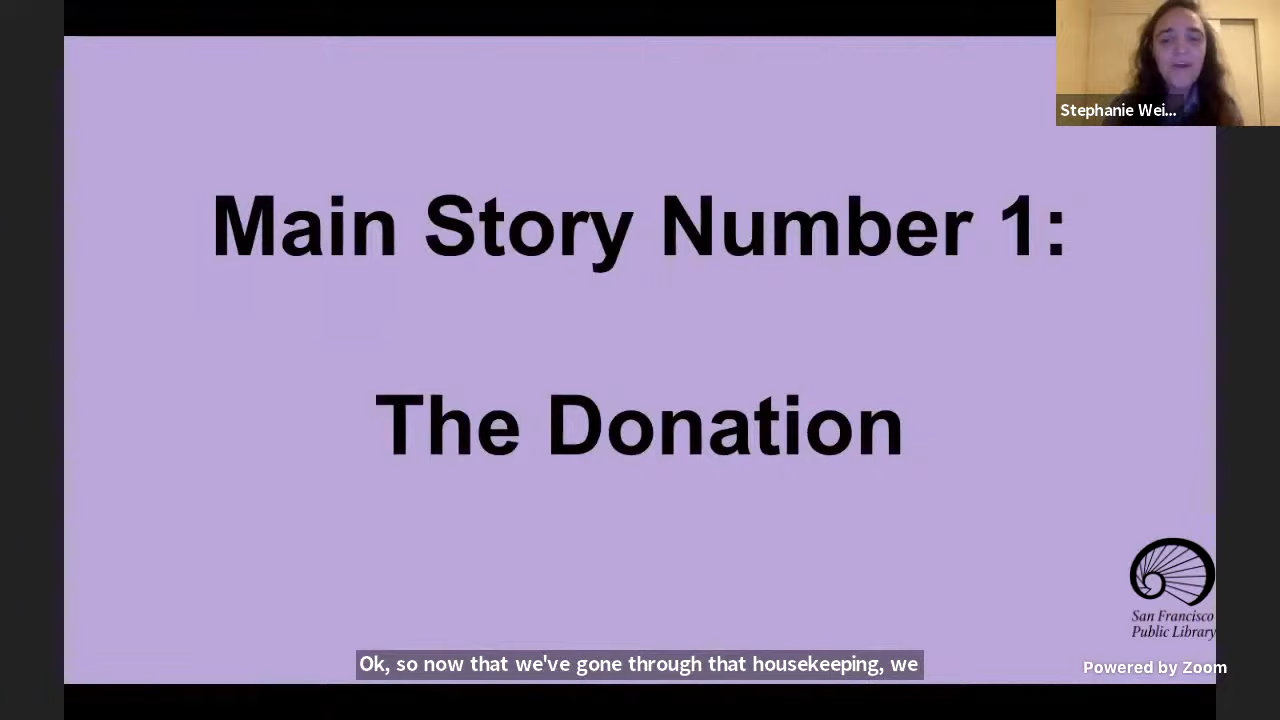 Stephanie Wei...
Main Story Number 1:
The Donation
San Francisco
Public Library
Ok, so now that we've gone through that housekeeping, we
Powered by Zoom